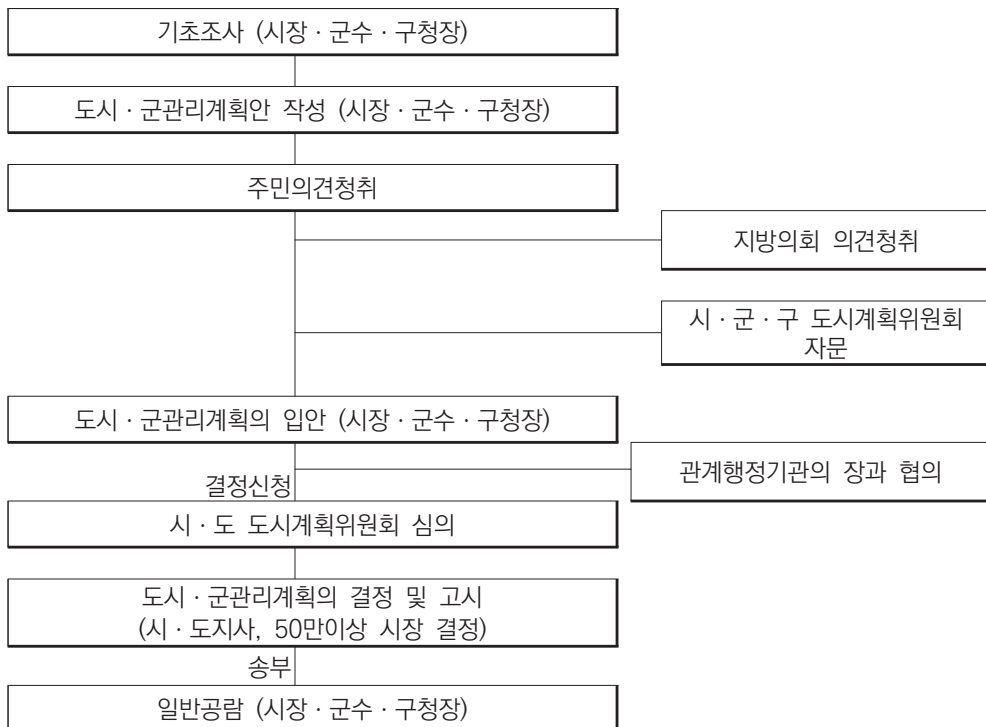 기초조사 (시장 · 군수 · 구청장)
도시 · 군관리계획안 작성 (시장 · 군수 · 구청장)
주민의견청취
지방의회 의견청취
시 · 군 · 구 도시계획위원회
자문
도시 · 군관리계획의 입안 (시장 · 군수 · 구청장)
관계행정기관의 장과 협의
결정신청
시 · 도 도시계획위원회 심의
도시 · 군관리계획의 결정 및 고시
(시 · 도지사, 50만이상 시장 결정)
송부
일반공람 (시장 · 군수 · 구청장)